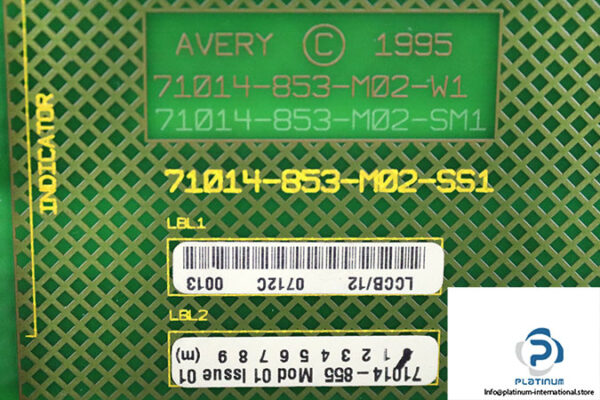 AVERY © 1995
71014-853-M02-W1
71014-853-M02-SM1
71014-853-M02-SS1
INDICATOR
LBL1
LCCB/12 0712C 0013
LBL2
71014-855 Mod 01 Issue 01
1 2 3 4 5 6 7 8 9 (m)
PLATINUM
info@platinum-international.store